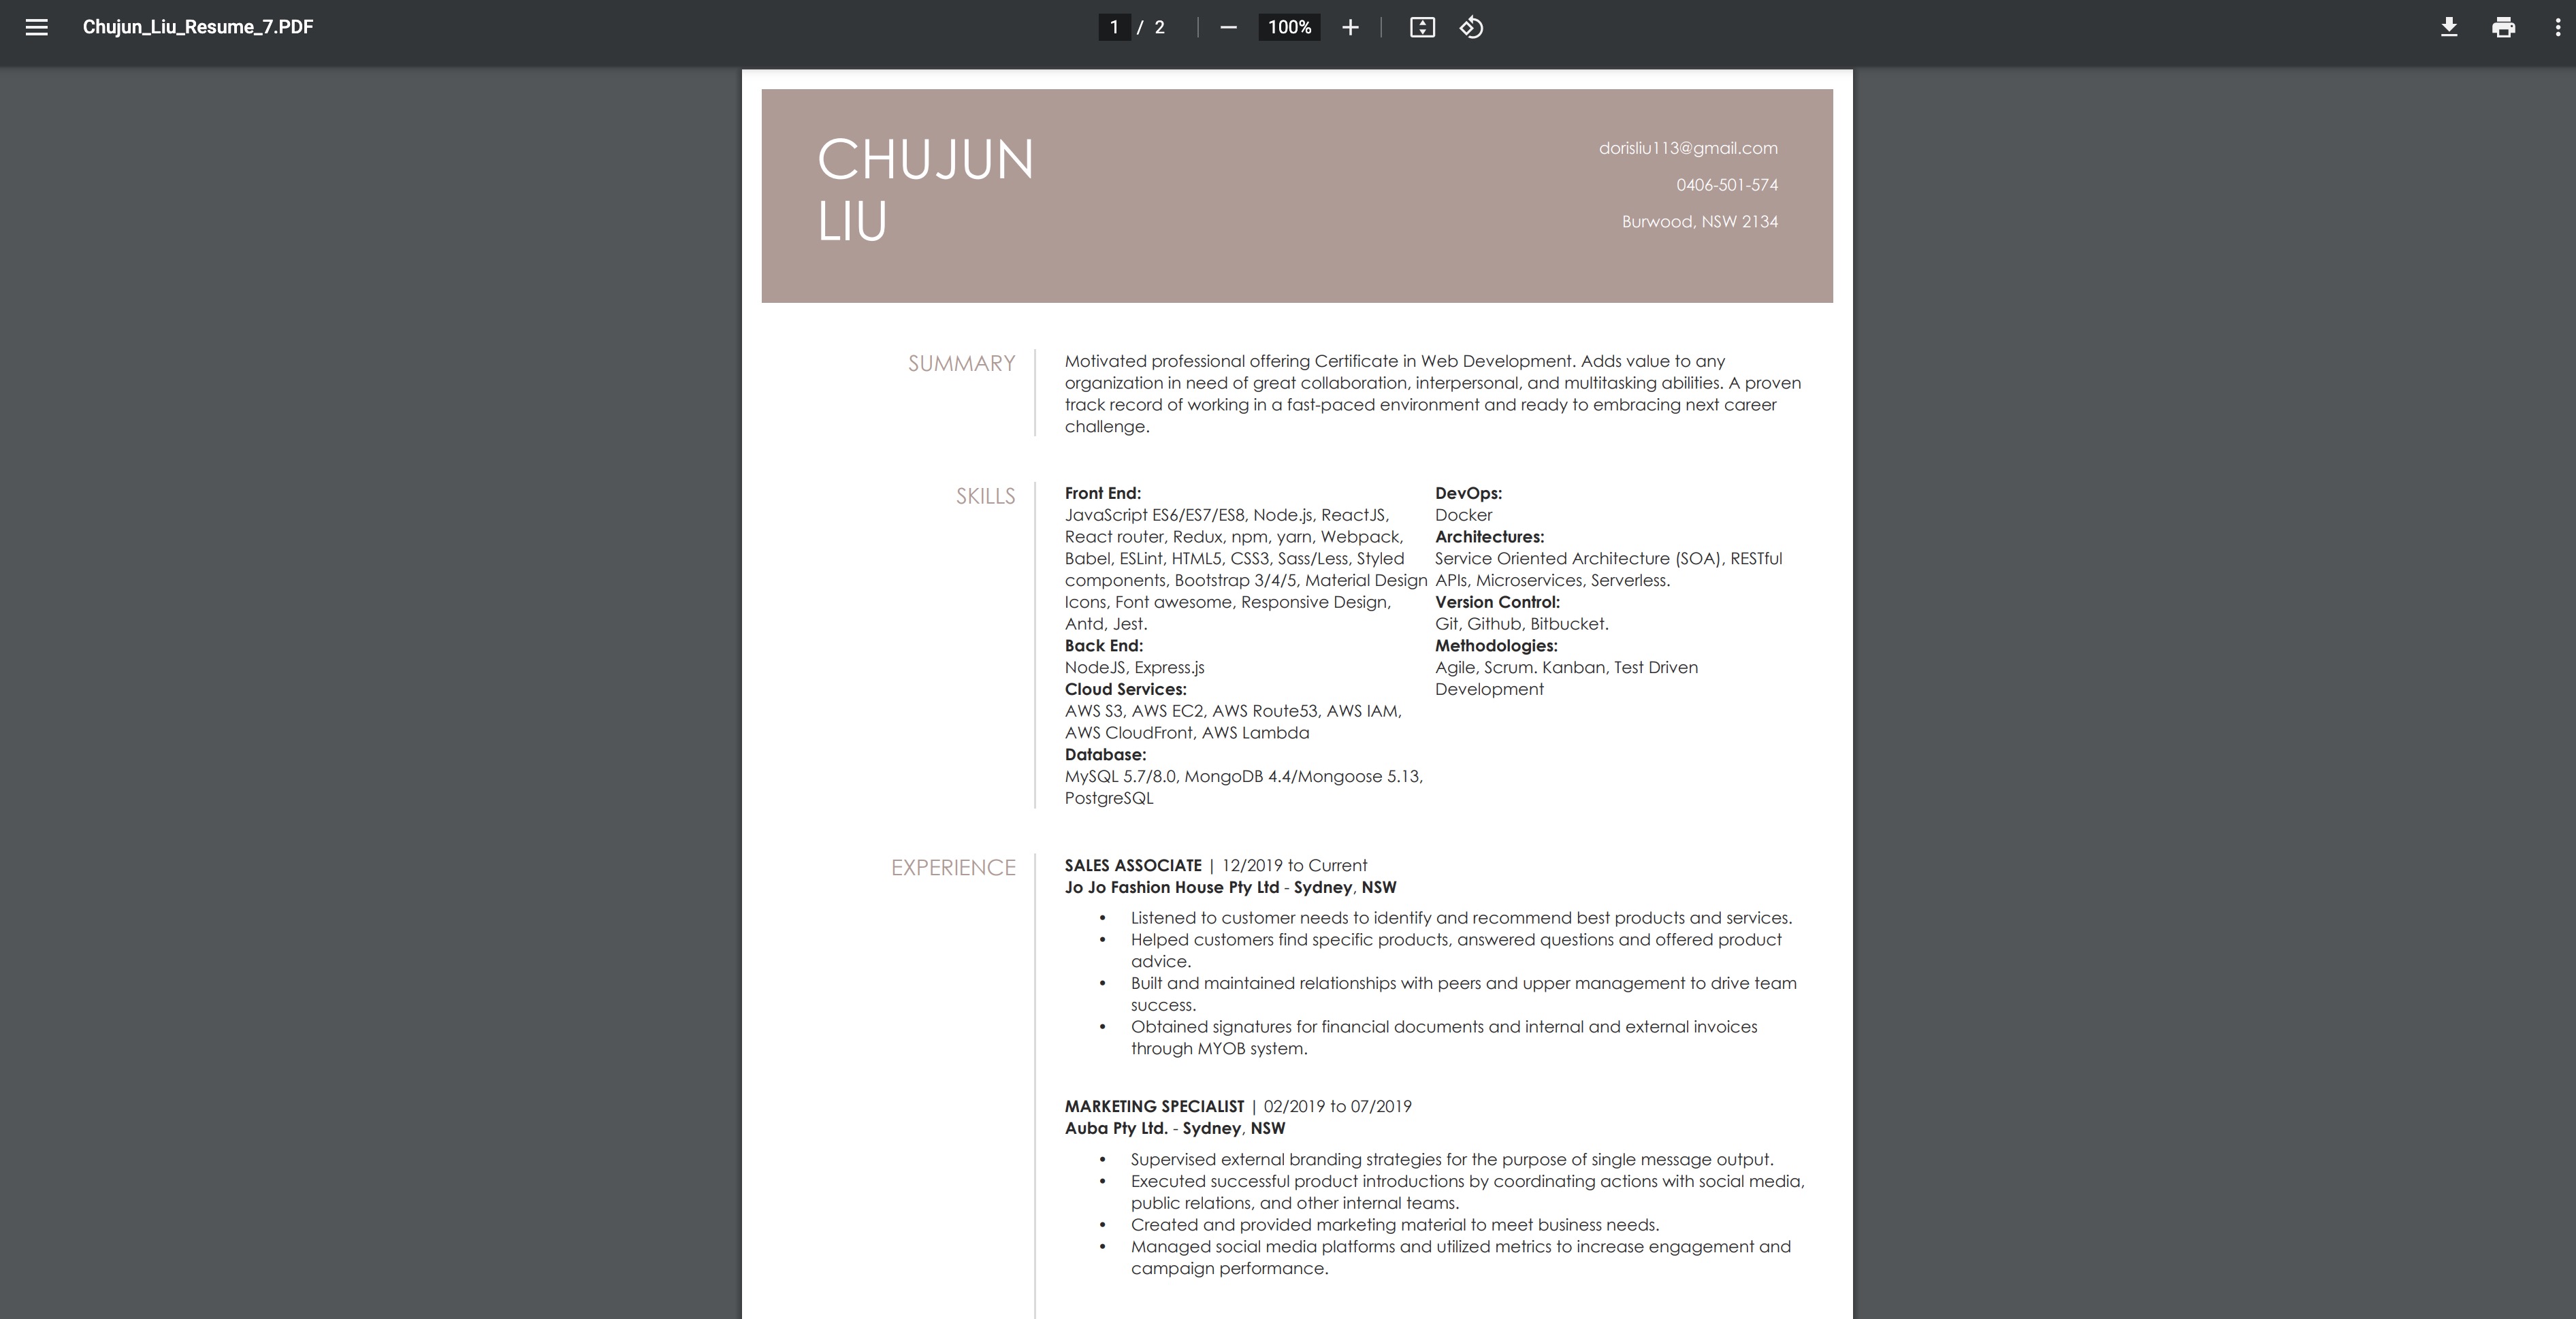 Chujun_Liu_Resume_7.PDF
1 / 2
100%
CHUJUN
LIU
dorisliu113@gmail.com
0406-501-574
Burwood, NSW 2134
SUMMARY
Motivated professional offering Certificate in Web Development. Adds value to any
organization in need of great collaboration, interpersonal, and multitasking abilities. A proven
track record of working in a fast-paced environment and ready to embracing next career
challenge.
SKILLS
Front End:
JavaScript ES6/ES7/ES8, Node.js, ReactJS,
React router, Redux, npm, yarn, Webpack,
Babel, ESLint, HTML5, CSS3, Sass/Less, Styled
components, Bootstrap 3/4/5, Material Design
Icons, Font awesome, Responsive Design,
Antd, Jest.
Back End:
NodeJS, Express.js
Cloud Services:
AWS S3, AWS EC2, AWS Route53, AWS IAM,
AWS CloudFront, AWS Lambda
Database:
MySQL 5.7/8.0, MongoDB 4.4/Mongoose 5.13,
PostgreSQL
DevOps:
Docker
Architectures:
Service Oriented Architecture (SOA), RESTful
APIs, Microservices, Serverless.
Version Control:
Git, Github, Bitbucket.
Methodologies:
Agile, Scrum. Kanban, Test Driven
Development
EXPERIENCE
SALES ASSOCIATE | 12/2019 to Current
Jo Jo Fashion House Pty Ltd - Sydney, NSW
• Listened to customer needs to identify and recommend best products and services.
• Helped customers find specific products, answered questions and offered product
advice.
• Built and maintained relationships with peers and upper management to drive team
success.
• Obtained signatures for financial documents and internal and external invoices
through MYOB system.
MARKETING SPECIALIST | 02/2019 to 07/2019
Auba Pty Ltd. - Sydney, NSW
• Supervised external branding strategies for the purpose of single message output.
• Executed successful product introductions by coordinating actions with social media,
public relations, and other internal teams.
• Created and provided marketing material to meet business needs.
• Managed social media platforms and utilized metrics to increase engagement and
campaign performance.